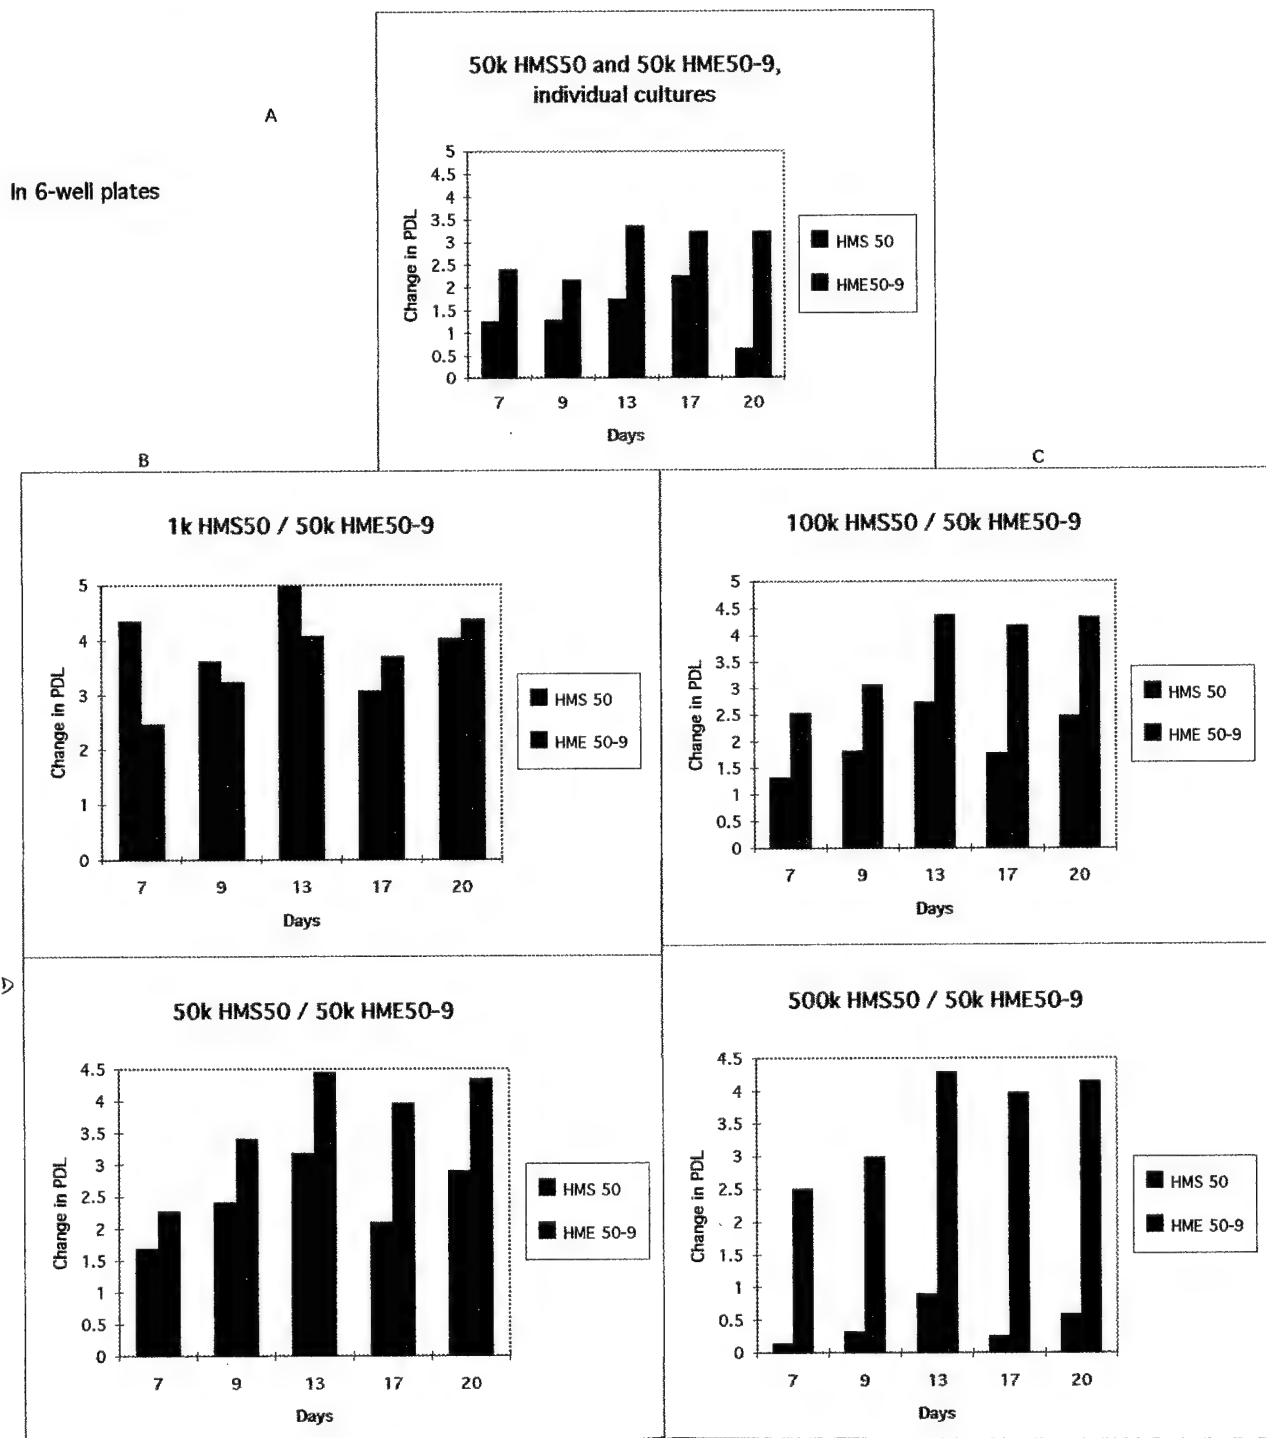 A
In 6-well plates
50k HMS50 and 50k HME50-9,
individual cultures
Change in PDL
5
4.5
4
3.5
3
2.5
2
1.5
1
0.5
0
7 9 13 17 20
Days
HMS 50
HME50-9
B
1k HMS50 / 50k HME50-9
Change in PDL
5
4
3
2
1
0
7 9 13 17 20
Days
HMS 50
HME 50-9
C
100k HMS50 / 50k HME50-9
Change in PDL
5
4.5
4
3.5
3
2.5
2
1.5
1
0.5
0
7 9 13 17 20
Days
HMS 50
HME 50-9
D
50k HMS50 / 50k HME50-9
Change in PDL
4.5
4
3.5
3
2.5
2
1.5
1
0.5
0
7 9 13 17 20
Days
HMS 50
HME 50-9
500k HMS50 / 50k HME50-9
Change in PDL
4.5
4
3.5
3
2.5
2
1.5
1
0.5
0
7 9 13 17 20
Days
HMS 50
HME 50-9